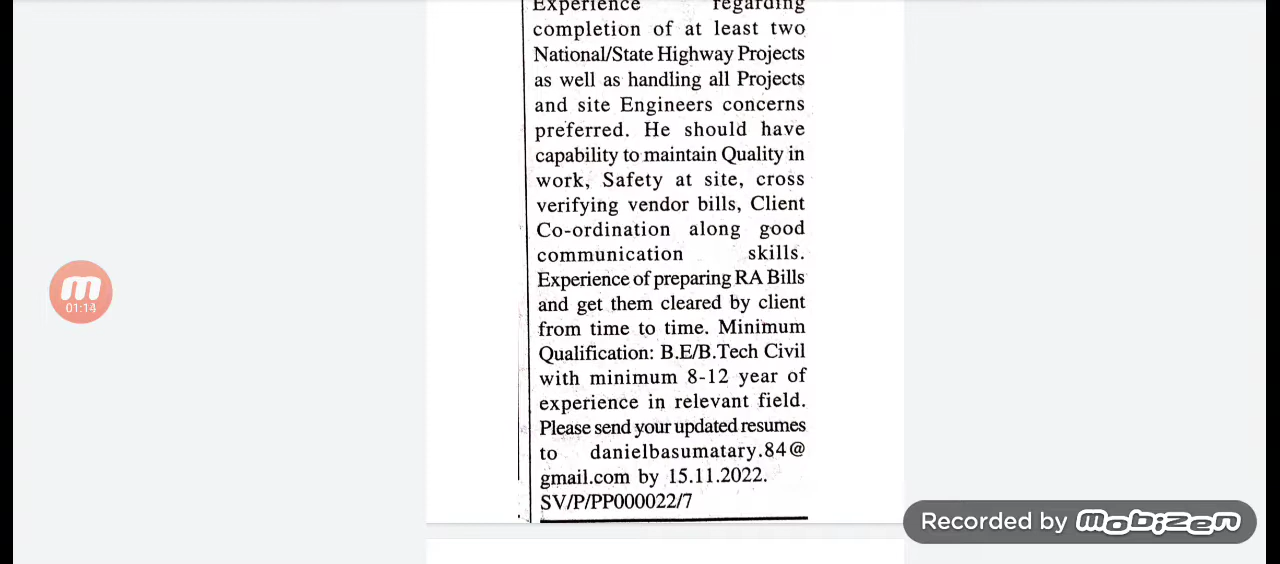 Experience regarding
completion of at least two
National/State Highway Projects
as well as handling all Projects
and site Engineers concerns
preferred. He should have
capability to maintain Quality in
work, Safety at site, cross
verifying vendor bills, Client
Co-ordination along good
communication skills.
Experience of preparing RA Bills
and get them cleared by client
from time to time. Minimum
Qualification: B.E/B.Tech Civil
with minimum 8-12 year of
experience in relevant field.
Please send your updated resumes
to danielbasumatary.84@
gmail.com by 15.11.2022.
SV/P/PP000022/7
01:14
Recorded by mobizen